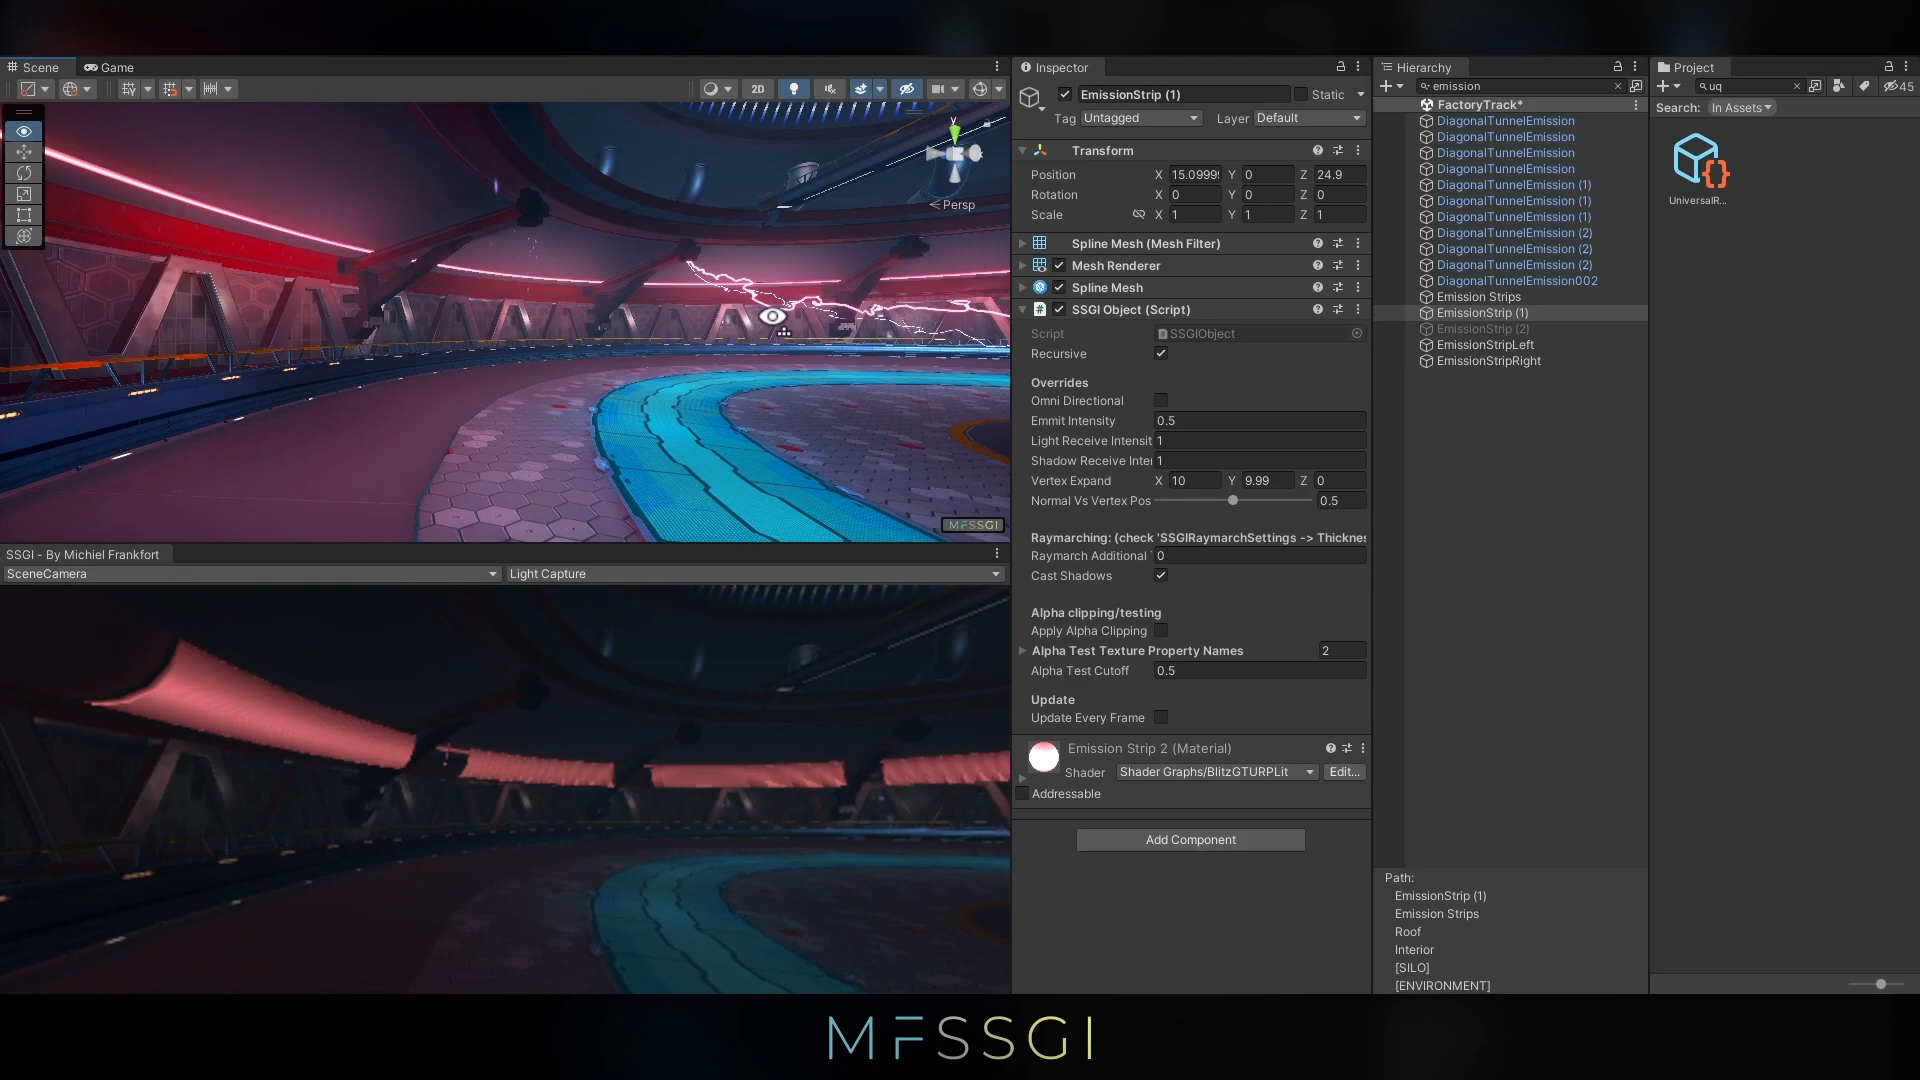 Scene
Game
2D
Y
Persp
MFSSGI
SSGI - By Michiel Frankfort
SceneCamera
Light Capture
Inspector
EmissionStrip (1)
Static
Tag Untagged
Layer Default
Transform
Position X 15.0999 Y 0 Z 24.9
Rotation X 0 Y 0 Z 0
Scale X 1 Y 1 Z 1
Spline Mesh (Mesh Filter)
Mesh Renderer
Spline Mesh
SSGI Object (Script)
Script SSGIObject
Recursive
Overrides
Omni Directional
Emmit Intensity 0.5
Light Receive Intensit 1
Shadow Receive Inte 1
Vertex Expand X 10 Y 9.99 Z 0
Normal Vs Vertex Pos 0.5
Raymarching: (check 'SSGIRaymarchSettings -> Thicknes
Raymarch Additional 0
Cast Shadows
Alpha clipping/testing
Apply Alpha Clipping
Alpha Test Texture Property Names 2
Alpha Test Cutoff 0.5
Update
Update Every Frame
Emission Strip 2 (Material)
Shader Shader Graphs/BlitzGTURPLit Edit...
Addressable
Add Component
Hierarchy
emission
FactoryTrack*
DiagonalTunnelEmission
DiagonalTunnelEmission
DiagonalTunnelEmission
DiagonalTunnelEmission
DiagonalTunnelEmission (1)
DiagonalTunnelEmission (1)
DiagonalTunnelEmission (1)
DiagonalTunnelEmission (2)
DiagonalTunnelEmission (2)
DiagonalTunnelEmission (2)
DiagonalTunnelEmission002
Emission Strips
EmissionStrip (1)
EmissionStrip (2)
EmissionStripLeft
EmissionStripRight
Path:
EmissionStrip (1)
Emission Strips
Roof
Interior
[SILO]
[ENVIRONMENT]
Project
uq
45
Search: In Assets
UniversalR...
MFSSGI